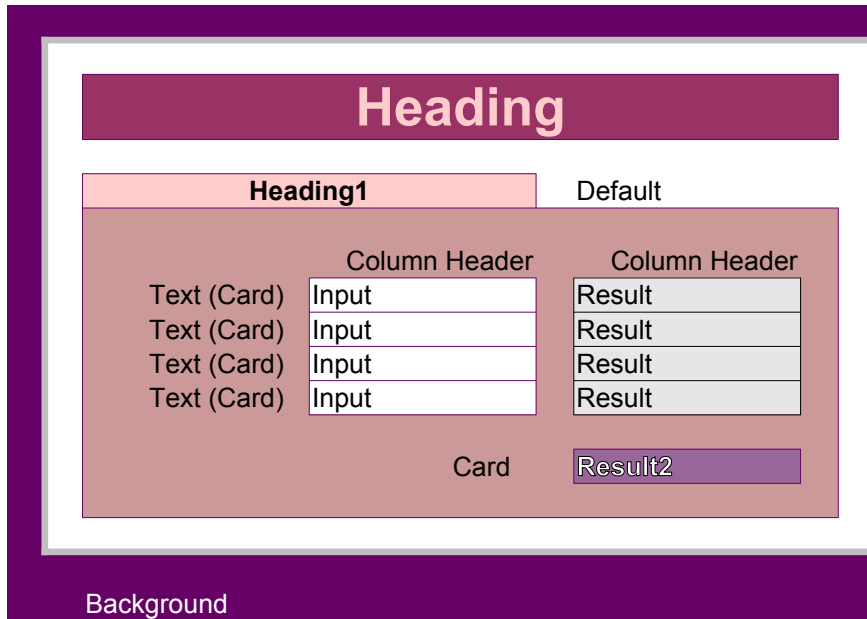 Heading
Heading1 Default
Column Header Column Header
Text (Card) Input Result
Text (Card) Input Result
Text (Card) Input Result
Text (Card) Input Result
Card Result2
Background